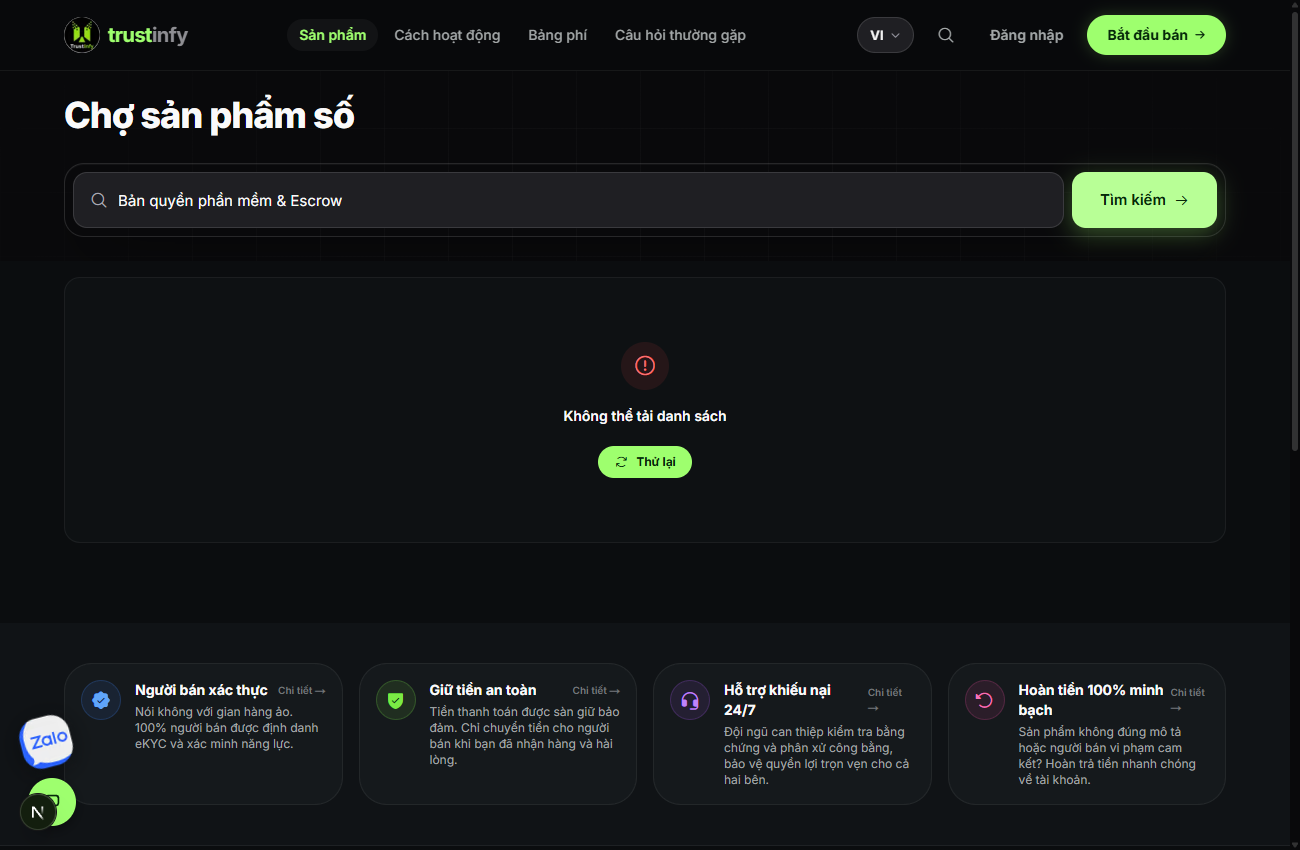 trustinfy
Sản phẩm
Cách hoạt động
Bảng phí
Câu hỏi thường gặp
VI
Đăng nhập
Bắt đầu bán →
Chợ sản phẩm số
Bản quyền phần mềm & Escrow
Tìm kiếm →
Không thể tải danh sách
Thử lại
Người bán xác thực
Chi tiết →
Nói không với gian hàng ảo.
100% người bán được định danh
eKYC và xác minh năng lực.
Giữ tiền an toàn
Chi tiết →
Tiền thanh toán được sàn giữ bảo
đảm. Chỉ chuyển tiền cho người
bán khi bạn đã nhận hàng và hài
lòng.
Hỗ trợ khiếu nại
24/7
Chi tiết
→
Đội ngũ can thiệp kiểm tra bằng
chứng và phân xử công bằng,
bảo vệ quyền lợi trọn vẹn cho cả
hai bên.
Hoàn tiền 100% minh
bạch
Chi tiết
→
Sản phẩm không đúng mô tả
hoặc người bán vi phạm cam
kết? Hoàn trả tiền nhanh chóng
về tài khoản.
Zalo
N